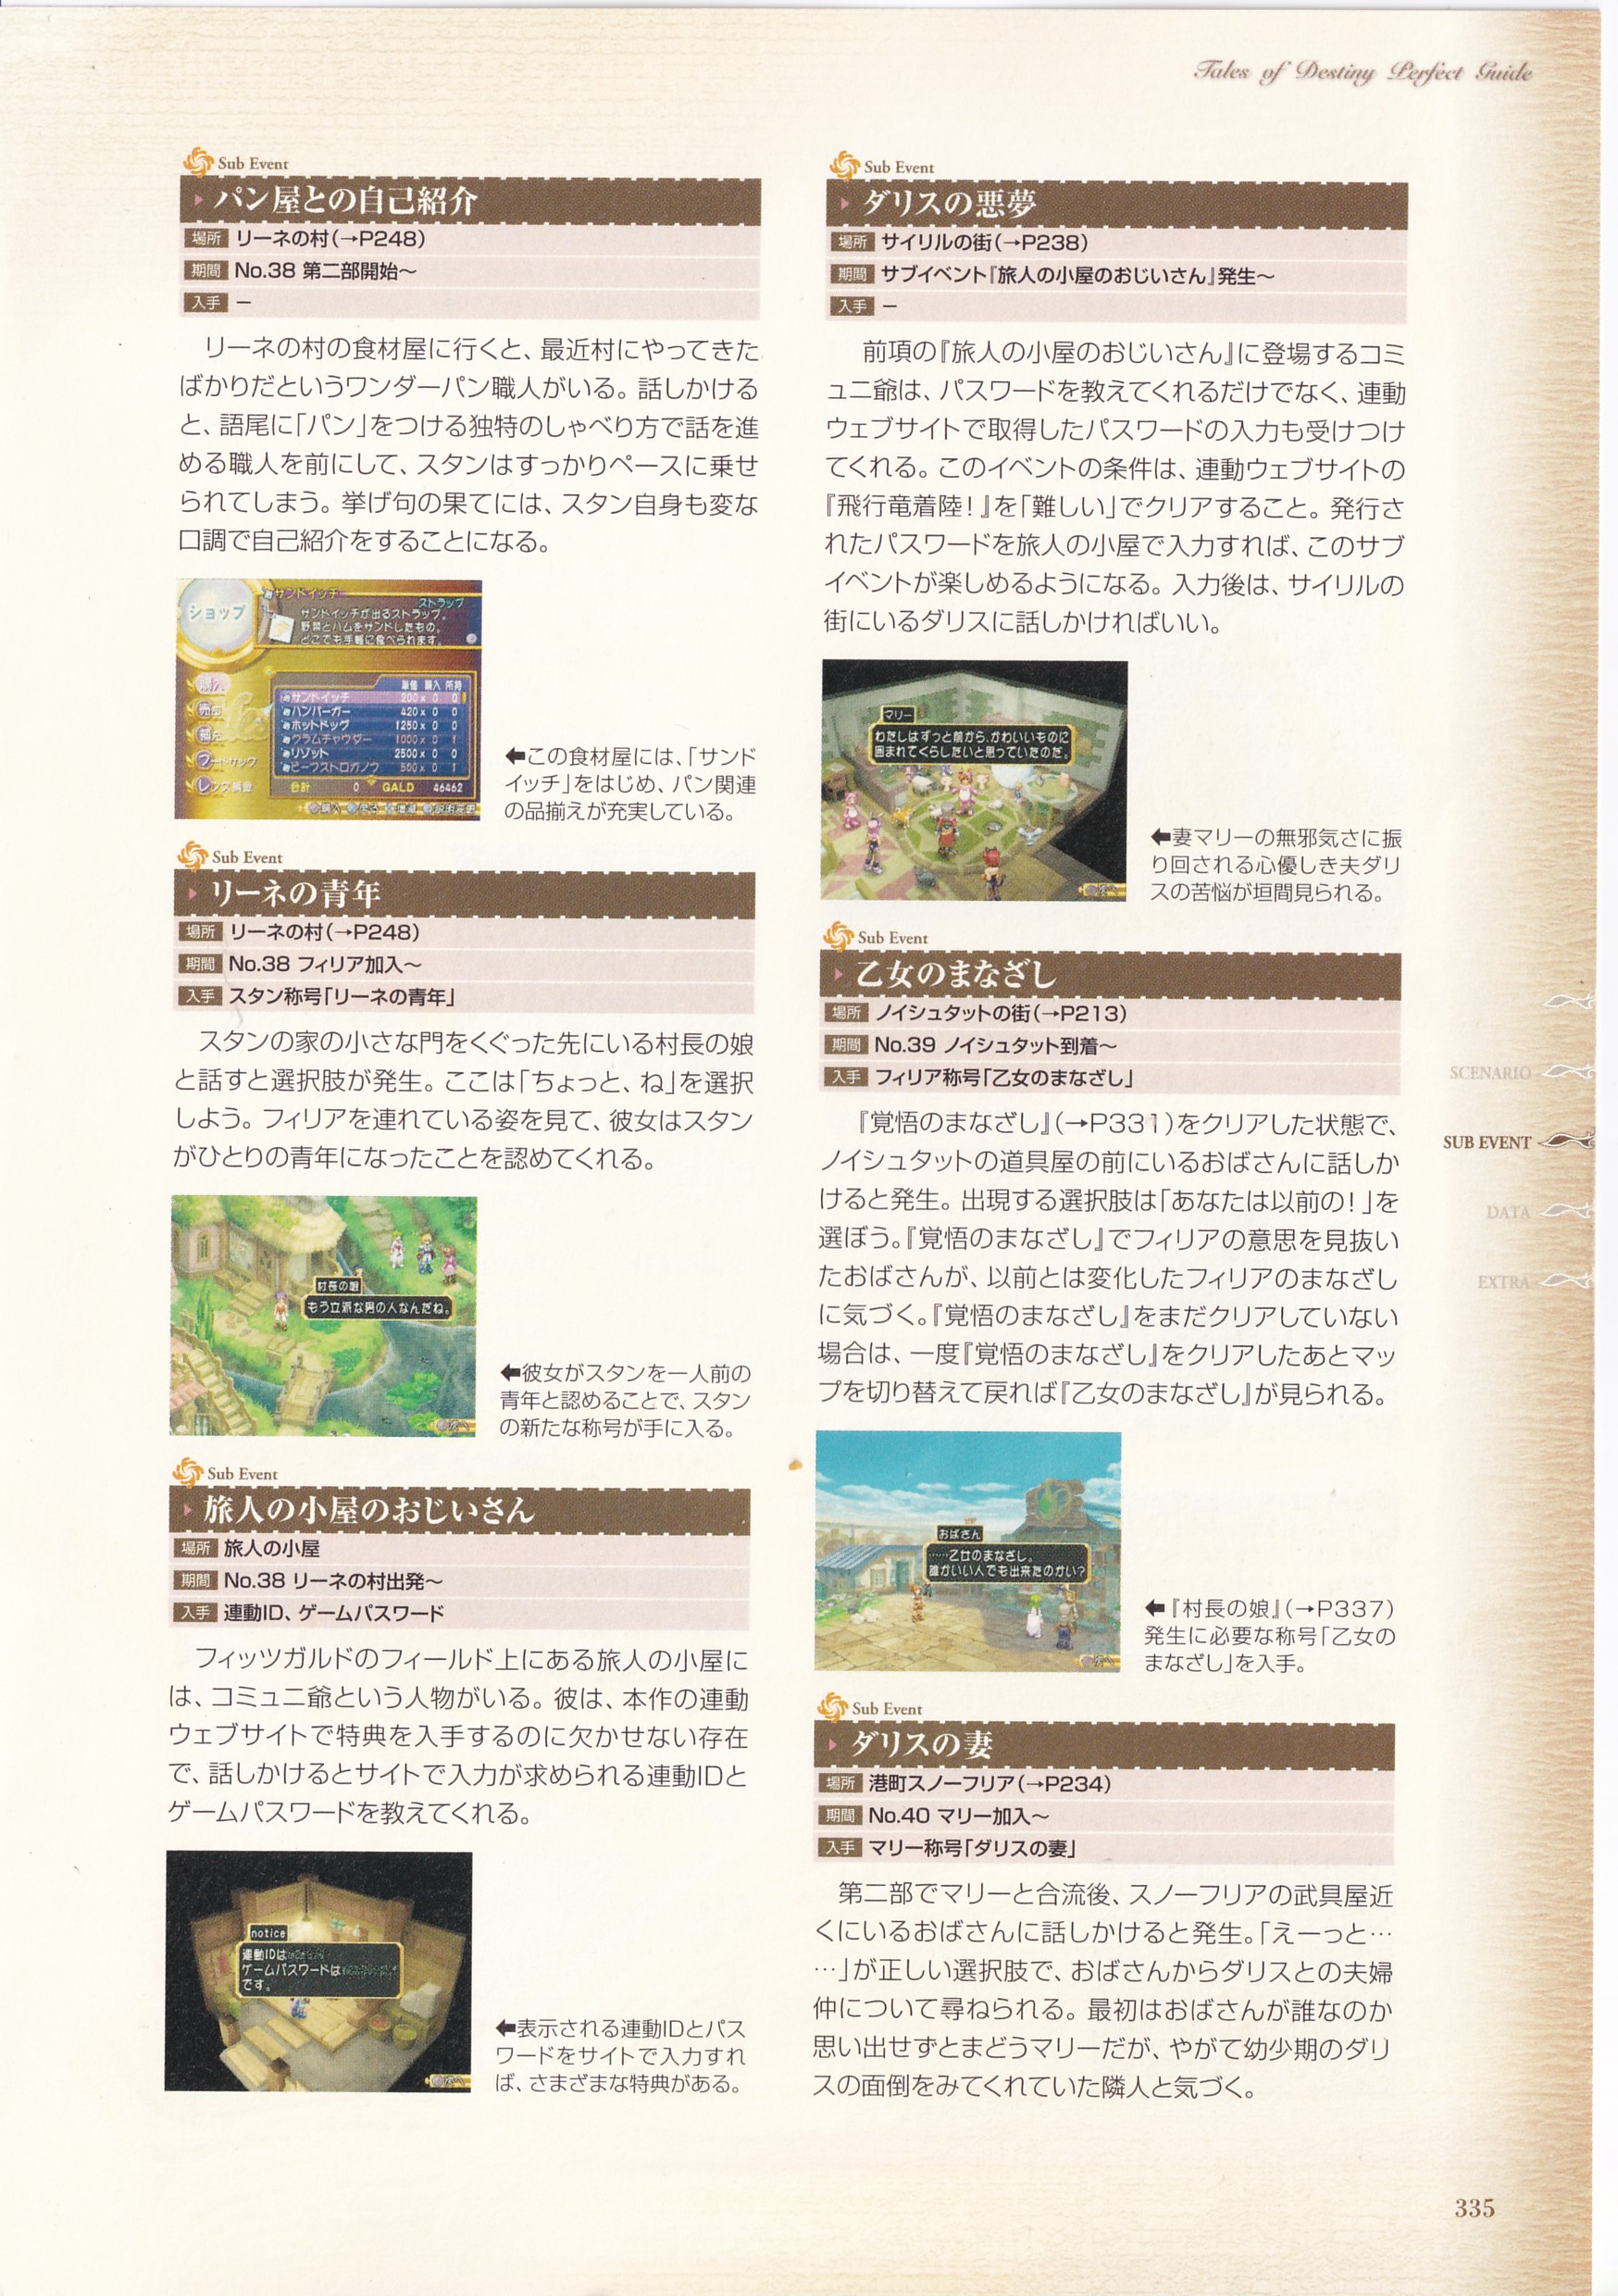 Tales of Destiny Perfect Guide
Sub Event
パン屋との自己紹介
場所 リーネの村(→P248)
期間 No.38 第二部開始～
入手 ー
リーネの村の食材屋に行くと、最近村にやってきた
ばかりだというワンダーパン職人がいる。話しかける
と、語尾に「パン」をつける独特のしゃべり方で話を進
める職人を前にして、スタンはすっかりペースに乗せ
られてしまう。挙げ句の果てには、スタン自身も変な
口調で自己紹介をすることになる。
ショップ
サンドイッチ
ストラップ
サンドイッチが出るストラップ。
野菜とハムをサンドしたもの。
どこでも手軽に食べられます。
単価 購入 所持
サンドイッチ 200x 0 0
ハンバーガー 420x 0 0
ホットドッグ 1250x 0 0
クラムチャウダー 1000x 0 1
リゾット 2500x 0 0
ビーフストロガノフ 500x 0 1
合計 0 GALD 46462
フードサック
←この食材屋には、「サンド
イッチ」をはじめ、パン関連
の品揃えが充実している。
Sub Event
リーネの青年
場所 リーネの村(→P248)
期間 No.38 フィリア加入～
入手 スタン称号「リーネの青年」
スタンの家の小さな門をくぐった先にいる村長の娘
と話すと選択肢が発生。ここは「ちょっと、ね」を選択
しよう。フィリアを連れている姿を見て、彼女はスタン
がひとりの青年になったことを認めてくれる。
村長の娘
もう立派な男の人なんだね。
←彼女がスタンを一人前の
青年と認めることで、スタン
の新たな称号が手に入る。
Sub Event
旅人の小屋のおじいさん
場所 旅人の小屋
期間 No.38 リーネの村出発～
入手 連動ID、ゲームパスワード
フィッツガルドのフィールド上にある旅人の小屋に
は、コミュニ爺という人物がいる。彼は、本作の連動
ウェブサイトで特典を入手するのに欠かせない存在
で、話しかけるとサイトで入力が求められる連動IDと
ゲームパスワードを教えてくれる。
notice
連動IDは
ゲームパスワードは
です。
←表示される連動IDとパス
ワードをサイトで入力すれ
ば、さまざまな特典がある。
Sub Event
ダリスの悪夢
場所 サイリルの街(→P238)
期間 サブイベント『旅人の小屋のおじいさん』発生～
入手 ー
前項の『旅人の小屋のおじいさん』に登場するコミ
ュニ爺は、パスワードを教えてくれるだけでなく、連動
ウェブサイトで取得したパスワードの入力も受けつけ
てくれる。このイベントの条件は、連動ウェブサイトの
『飛行竜着陸！』を「難しい」でクリアすること。発行さ
れたパスワードを旅人の小屋で入力すれば、このサブ
イベントが楽しめるようになる。入力後は、サイリルの
街にいるダリスに話しかければいい。
マリー
わたしはずっと前から、かわいいものに
囲まれてくらしたいと思っていたのだ。
←妻マリーの無邪気さに振
り回される心優しき夫ダリ
スの苦悩が垣間見られる。
Sub Event
乙女のまなざし
場所 ノイシュタットの街(→P213)
期間 No.39 ノイシュタット到着～
入手 フィリア称号「乙女のまなざし」
『覚悟のまなざし』(→P331)をクリアした状態で、
ノイシュタットの道具屋の前にいるおばさんに話しか
けると発生。出現する選択肢は「あなたは以前の！」を
選ぼう。『覚悟のまなざし』でフィリアの意思を見抜い
たおばさんが、以前とは変化したフィリアのまなざし
に気づく。『覚悟のまなざし』をまだクリアしていない
場合は、一度『覚悟のまなざし』をクリアしたあとマッ
プを切り替えて戻れば『乙女のまなざし』が見られる。
おばさん
……乙女のまなざし。
誰かいい人でも出来たのかい？
←『村長の娘』(→P337)
発生に必要な称号「乙女の
まなざし」を入手。
Sub Event
ダリスの妻
場所 港町スノーフリア(→P234)
期間 No.40 マリー加入～
入手 マリー称号「ダリスの妻」
第二部でマリーと合流後、スノーフリアの武具屋近
くにいるおばさんに話しかけると発生。「えーっと…
…」が正しい選択肢で、おばさんからダリスとの夫婦
仲について尋ねられる。最初はおばさんが誰なのか
思い出せずとまどうマリーだが、やがて幼少期のダリ
スの面倒をみてくれていた隣人と気づく。
SCENARIO
SUB EVENT
DATA
EXTRA
335